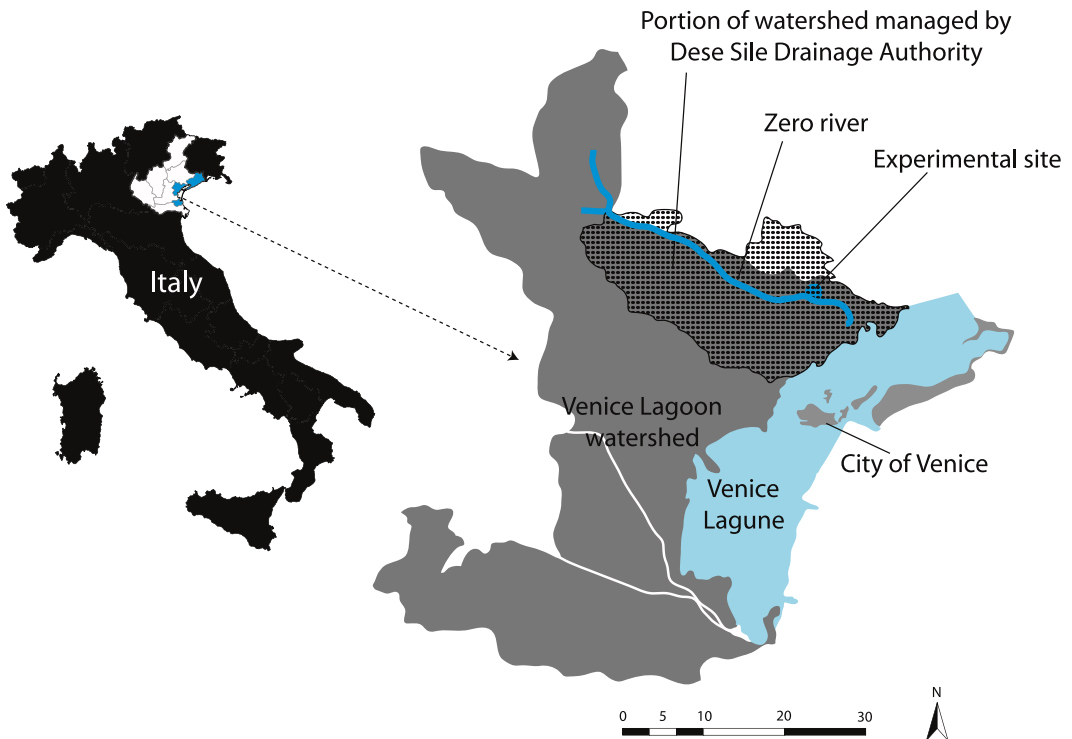 Portion of watershed managed by
Dese Sile Drainage Authority
Zero river
Experimental site
Italy
Venice Lagoon
watershed
City of Venice
Venice
Lagune
N
0 5 10 20 30